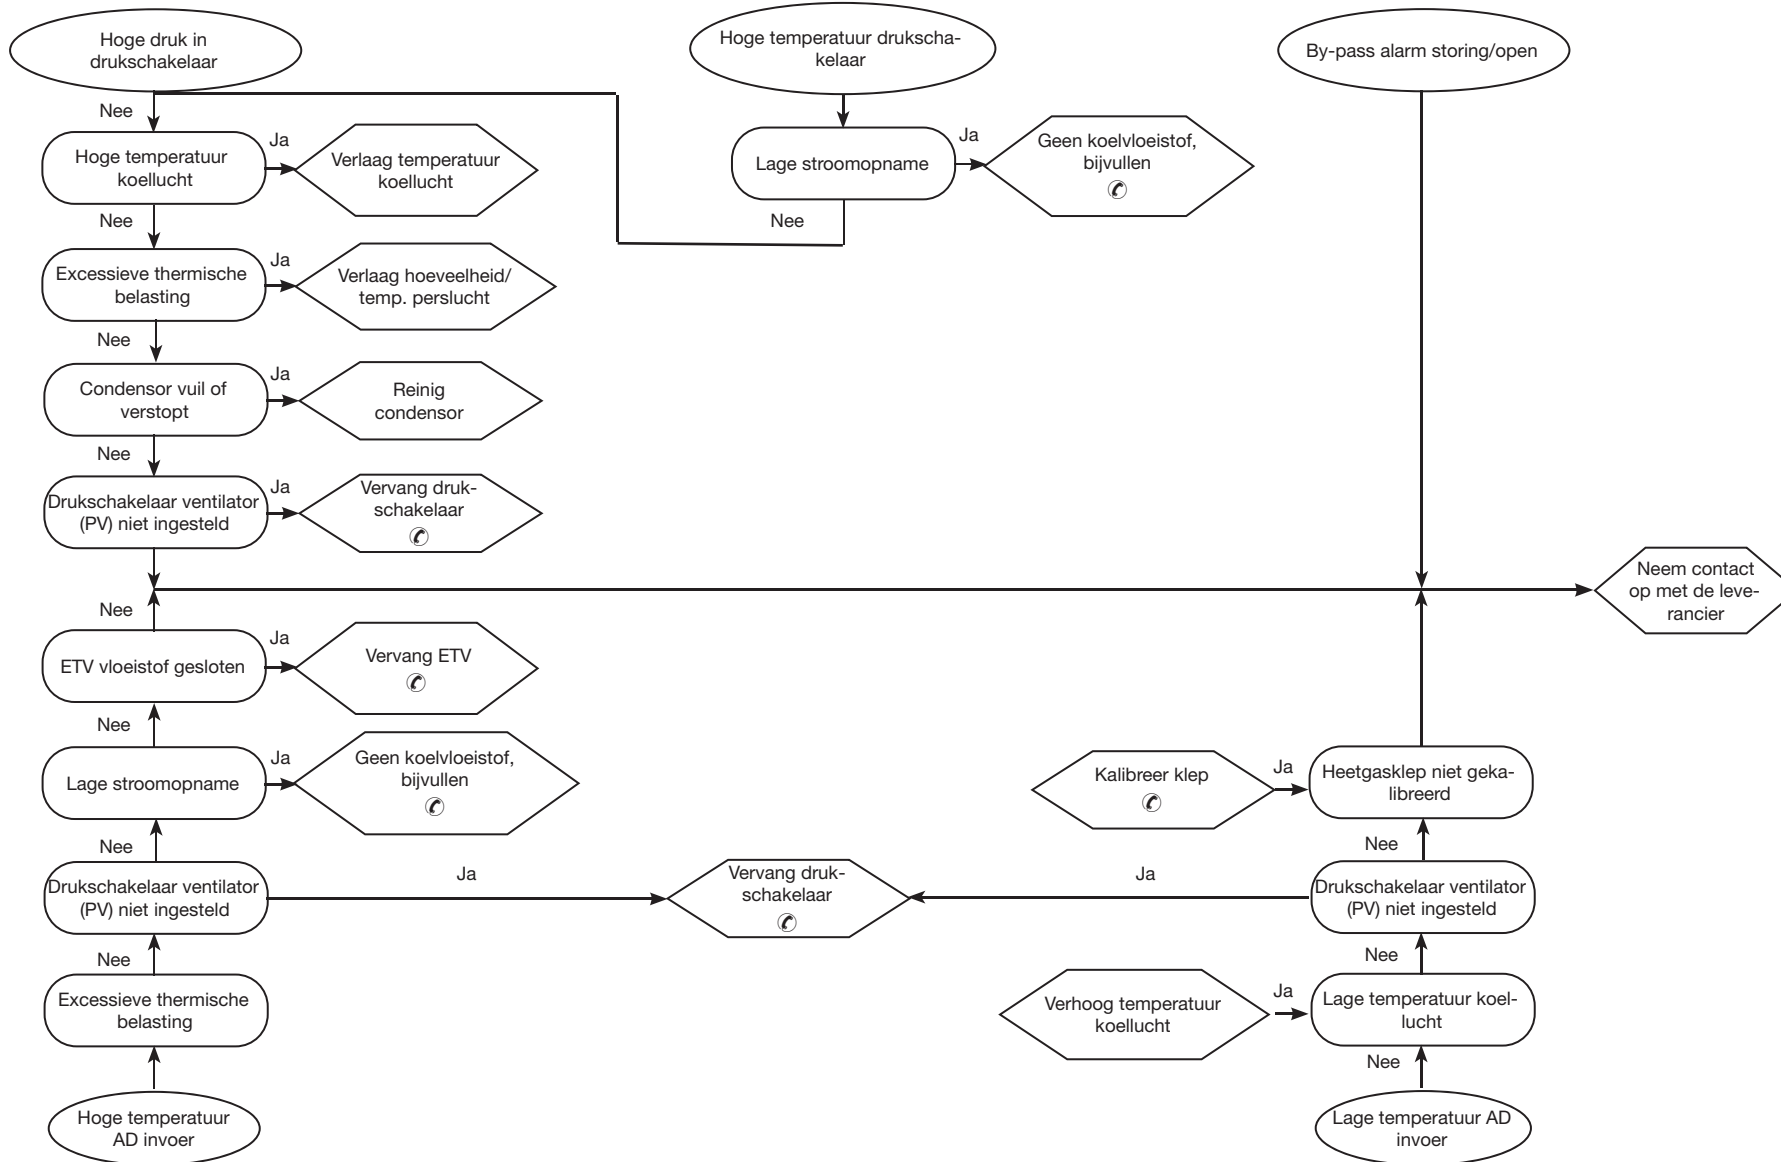 Hoge druk in
drukschakelaar
Hoge temperatuur drukscha-
kelaar
By-pass alarm storing/open
Nee
Hoge temperatuur
koellucht
Ja
Verlaag temperatuur
koellucht
Lage stroomopname
Ja
Geen koelvloeistof,
bijvullen
Nee
Nee
Excessieve thermische
belasting
Ja
Verlaag hoeveelheid/
temp. perslucht
Nee
Condensor vuil of
verstopt
Ja
Reinig
condensor
Nee
Drukschakelaar ventilator
(PV) niet ingesteld
Ja
Vervang druk-
schakelaar
Neem contact
op met de leve-
rancier
Nee
ETV vloeistof gesloten
Ja
Vervang ETV
Nee
Lage stroomopname
Ja
Geen koelvloeistof,
bijvullen
Kalibreer klep
Ja
Heetgasklep niet geka-
libreerd
Nee
Nee
Drukschakelaar ventilator
(PV) niet ingesteld
Ja
Vervang druk-
schakelaar
Ja
Drukschakelaar ventilator
(PV) niet ingesteld
Nee
Nee
Excessieve thermische
belasting
Verhoog temperatuur
koellucht
Ja
Lage temperatuur koel-
lucht
Nee
Hoge temperatuur
AD invoer
Lage temperatuur AD
invoer